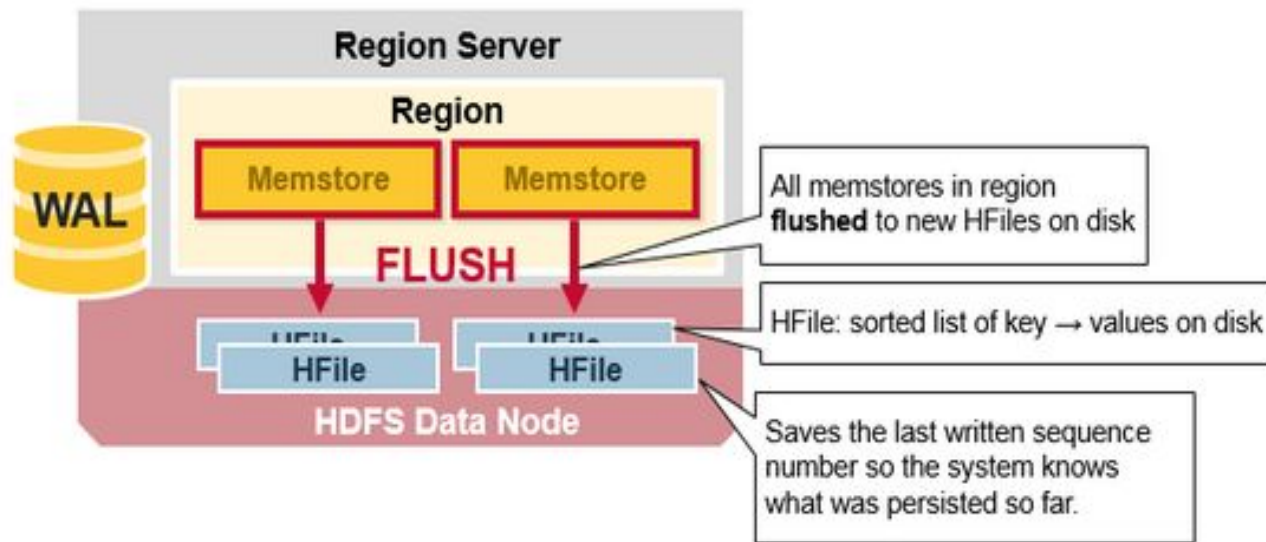 Region Server
Region
WAL
Memstore
Memstore
FLUSH
All memstores in region
flushed to new HFiles on disk
HFile
HFile
HFile: sorted list of key → values on disk
HFile
HFile
HDFS Data Node
Saves the last written sequence
number so the system knows
what was persisted so far.